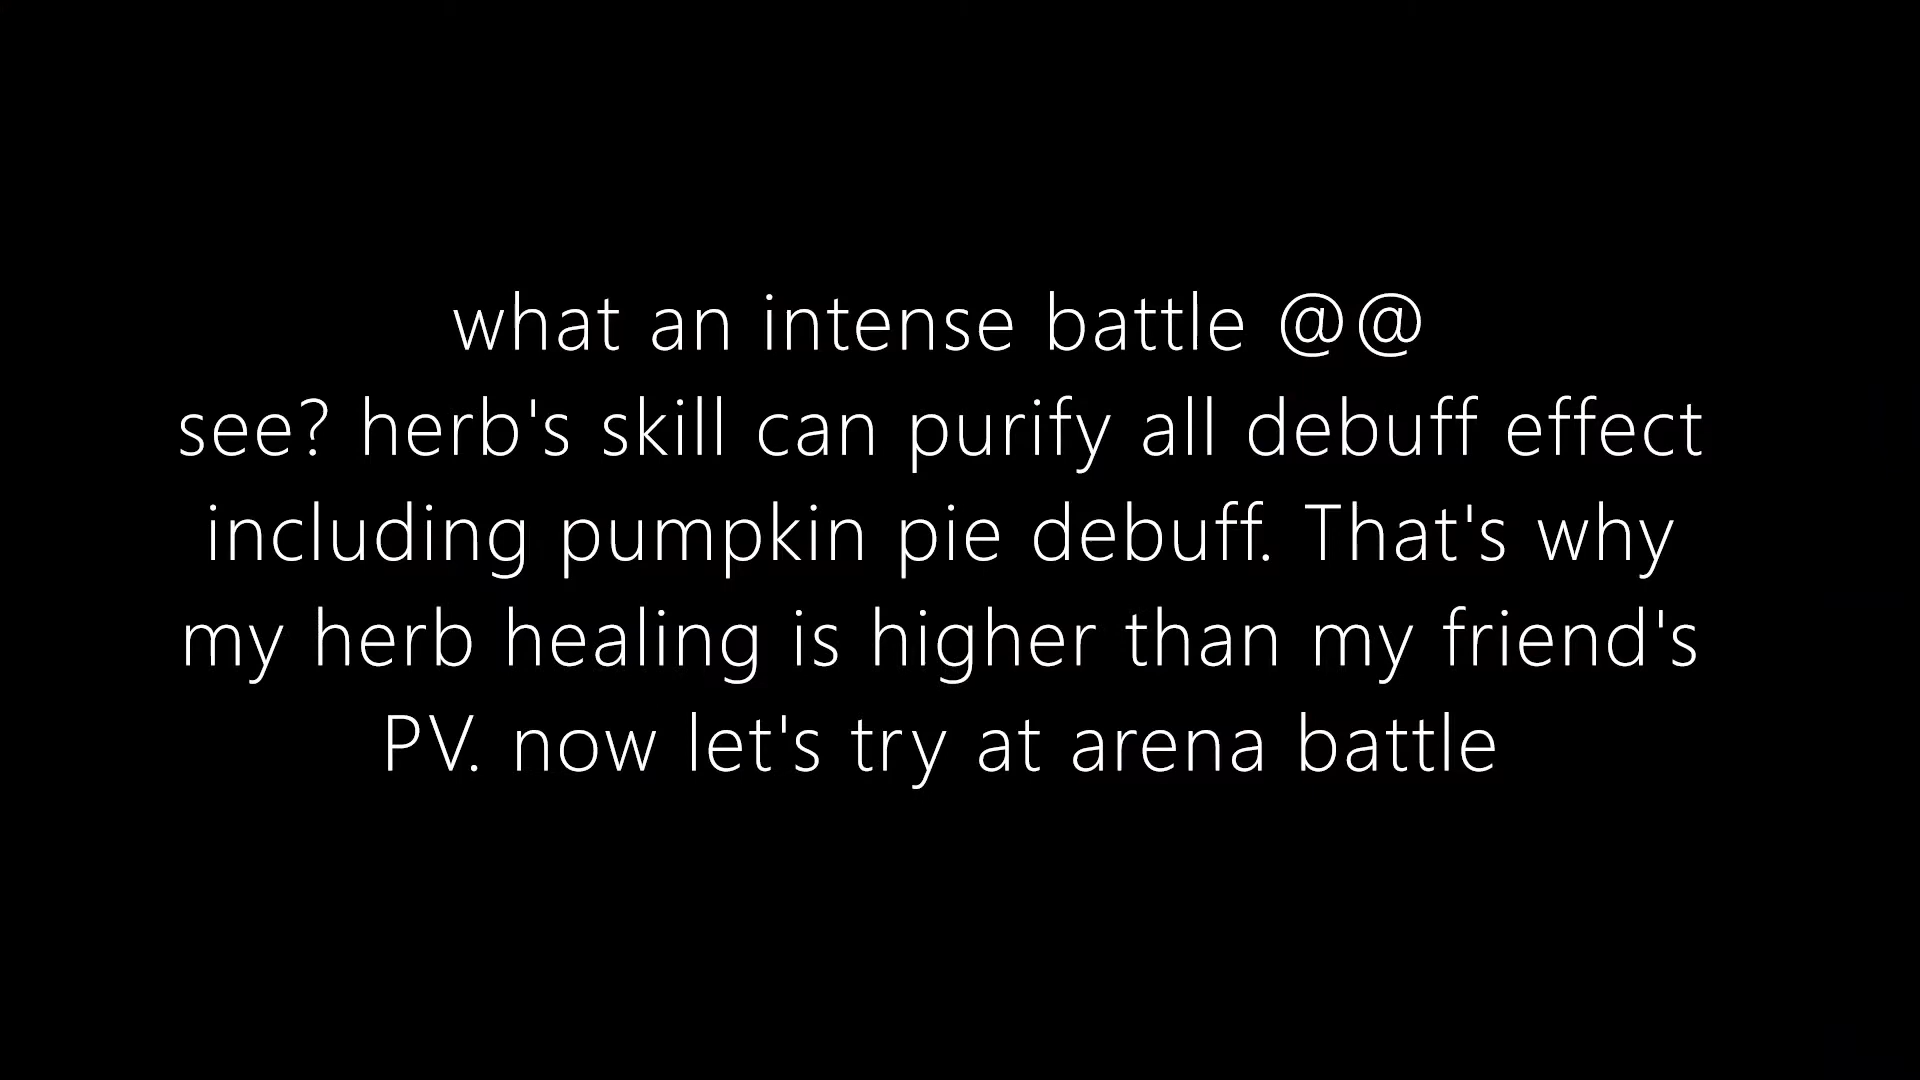 what an intense battle @@
see? herb's skill can purify all debuff effect
including pumpkin pie debuff. That's why
my herb healing is higher than my friend's
PV. now let's try at arena battle